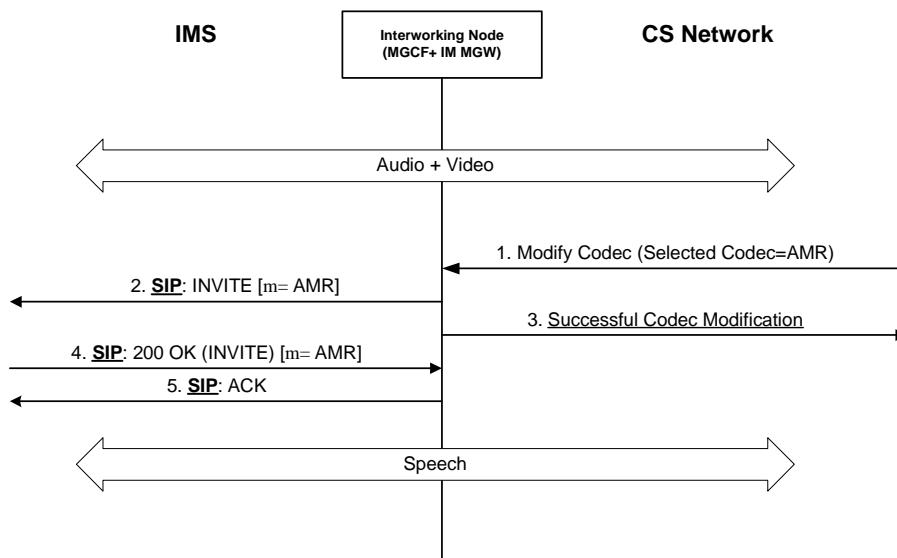 IMS
Interworking Node
(MGCF+ IM MGW)
CS Network
Audio + Video
1. Modify Codec (Selected Codec=AMR)
2. SIP: INVITE [m= AMR]
3. Successful Codec Modification
4. SIP: 200 OK (INVITE) [m= AMR]
5. SIP: ACK
Speech